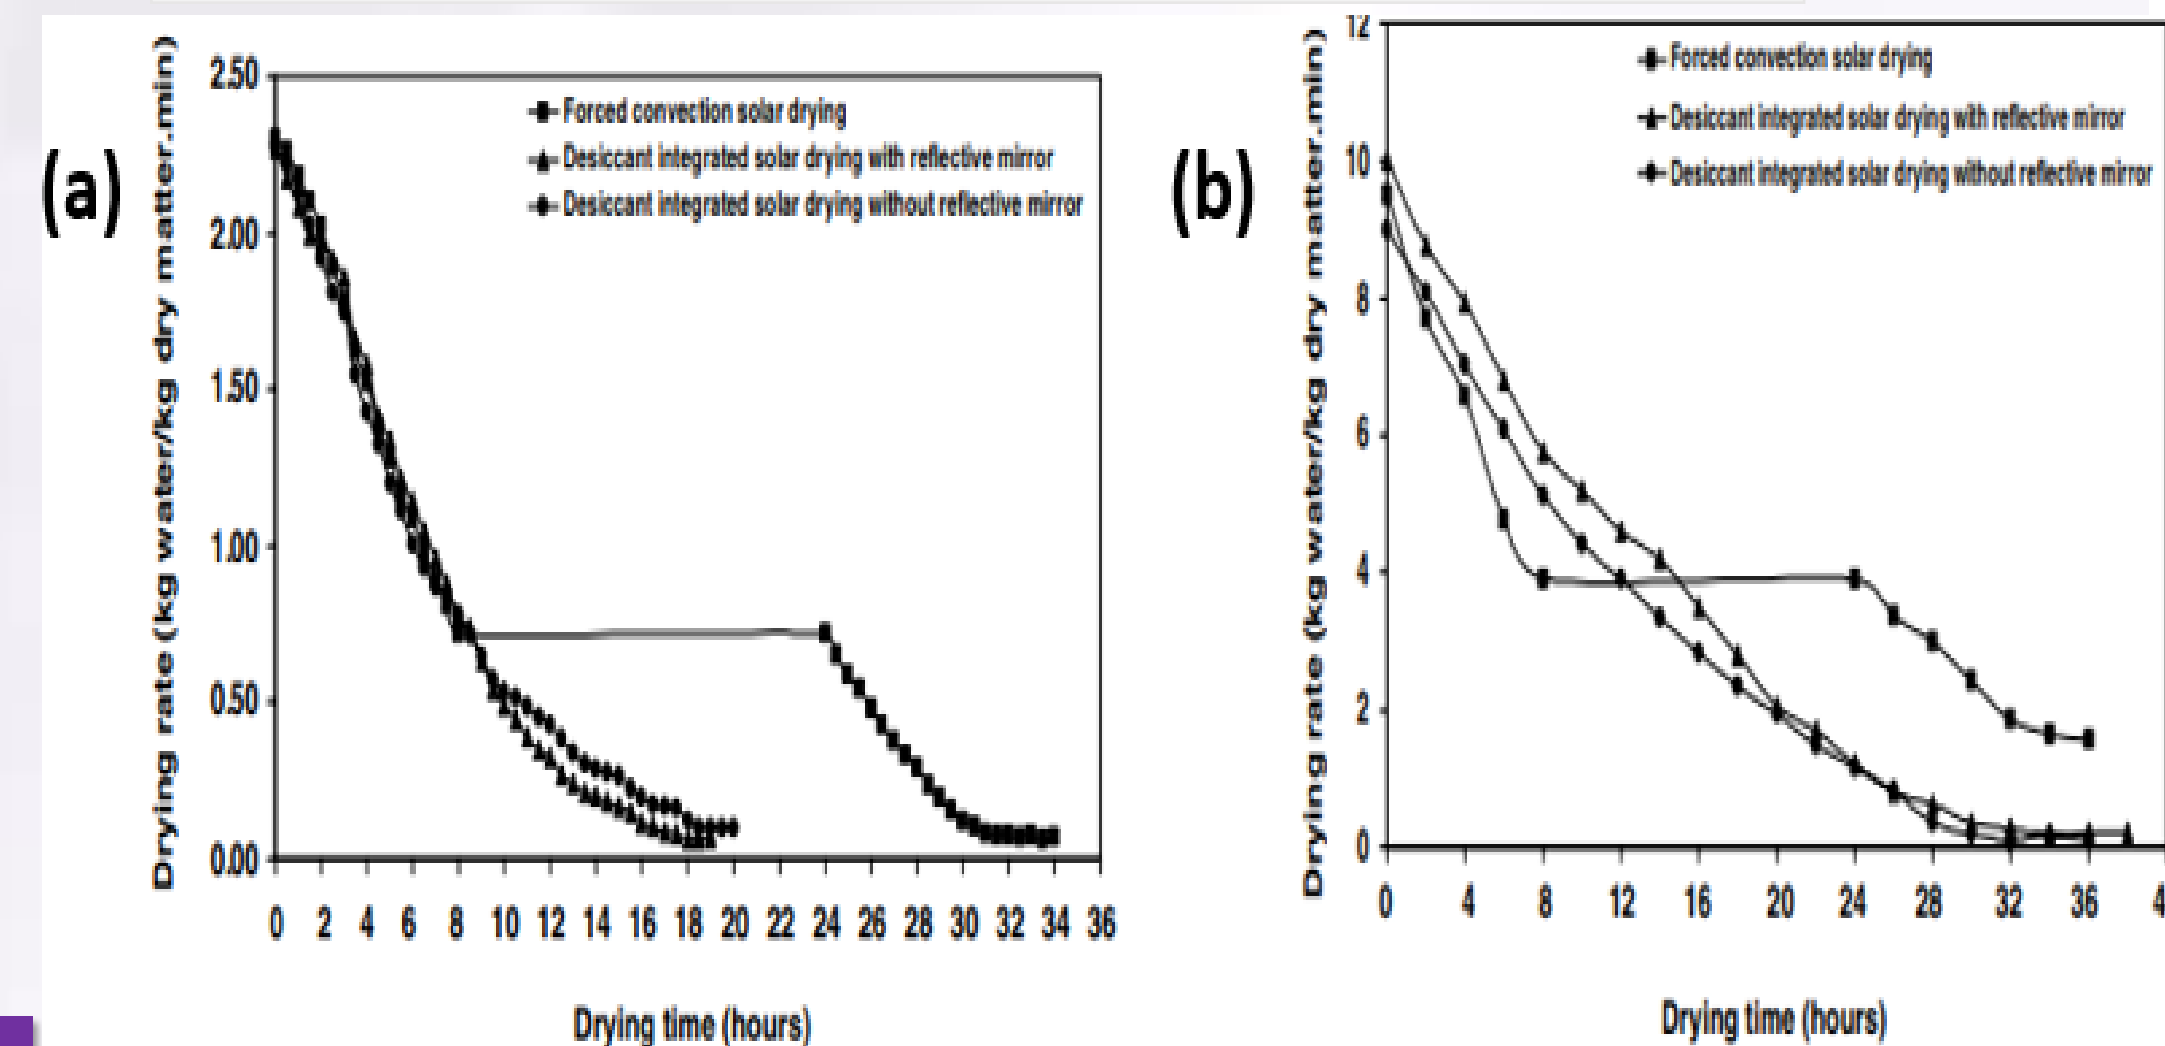 (a)
Drying rate (kg water/kg dry matter.min)
2.50
2.00
1.50
1.00
0.50
0.00
Forced convection solar drying
Desiccant integrated solar drying with reflective mirror
Desiccant integrated solar drying without reflective mirror
0 2 4 6 8 10 12 14 16 18 20 22 24 26 28 30 32 34 36
Drying time (hours)
(b)
Drying rate (kg water/kg dry matter.min)
12
10
8
6
4
2
0
Forced convection solar drying
Desiccant integrated solar drying with reflective mirror
Desiccant integrated solar drying without reflective mirror
0 4 8 12 16 20 24 28 32 36
Drying time (hours)